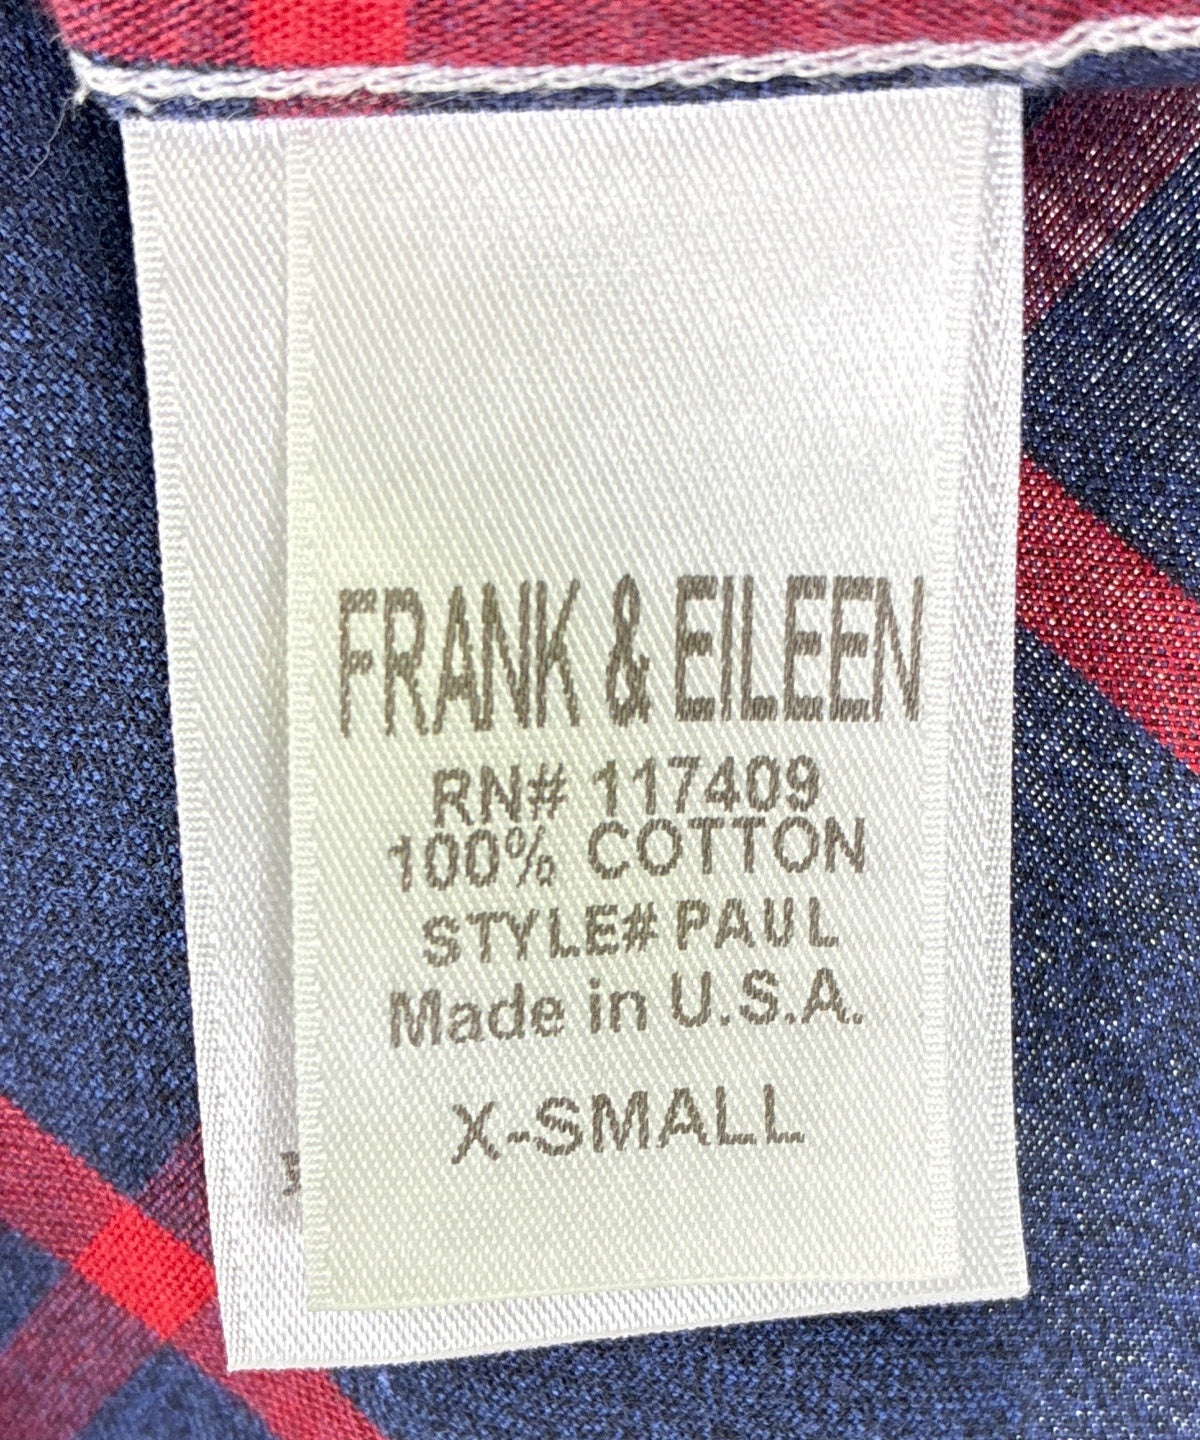 FRANK & EILEEN
RN# 117409
100% COTTON
STYLE# PAUL
Made in U.S.A.
X-SMALL